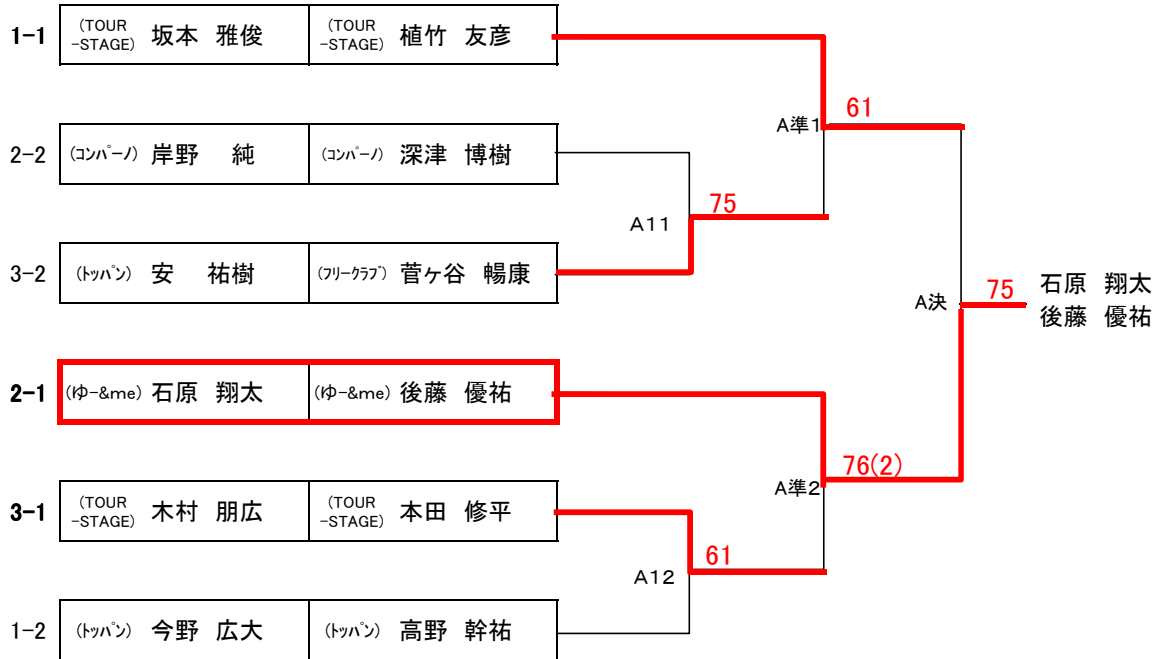 1-1 (TOUR -STAGE) 坂本 雅俊 (TOUR -STAGE) 植竹 友彦
61
A準1
2-2 (コンパーノ) 岸野 純 (コンパーノ) 深津 博樹
75
A11
3-2 (トッパン) 安 祐樹 (フリークラブ) 菅ヶ谷 暢康
A決
75
石原 翔太
後藤 優祐
2-1 (ゆー&me) 石原 翔太 (ゆー&me) 後藤 優祐
76(2)
A準2
3-1 (TOUR -STAGE) 木村 朋広 (TOUR -STAGE) 本田 修平
61
A12
1-2 (トッパン) 今野 広大 (トッパン) 高野 幹祐